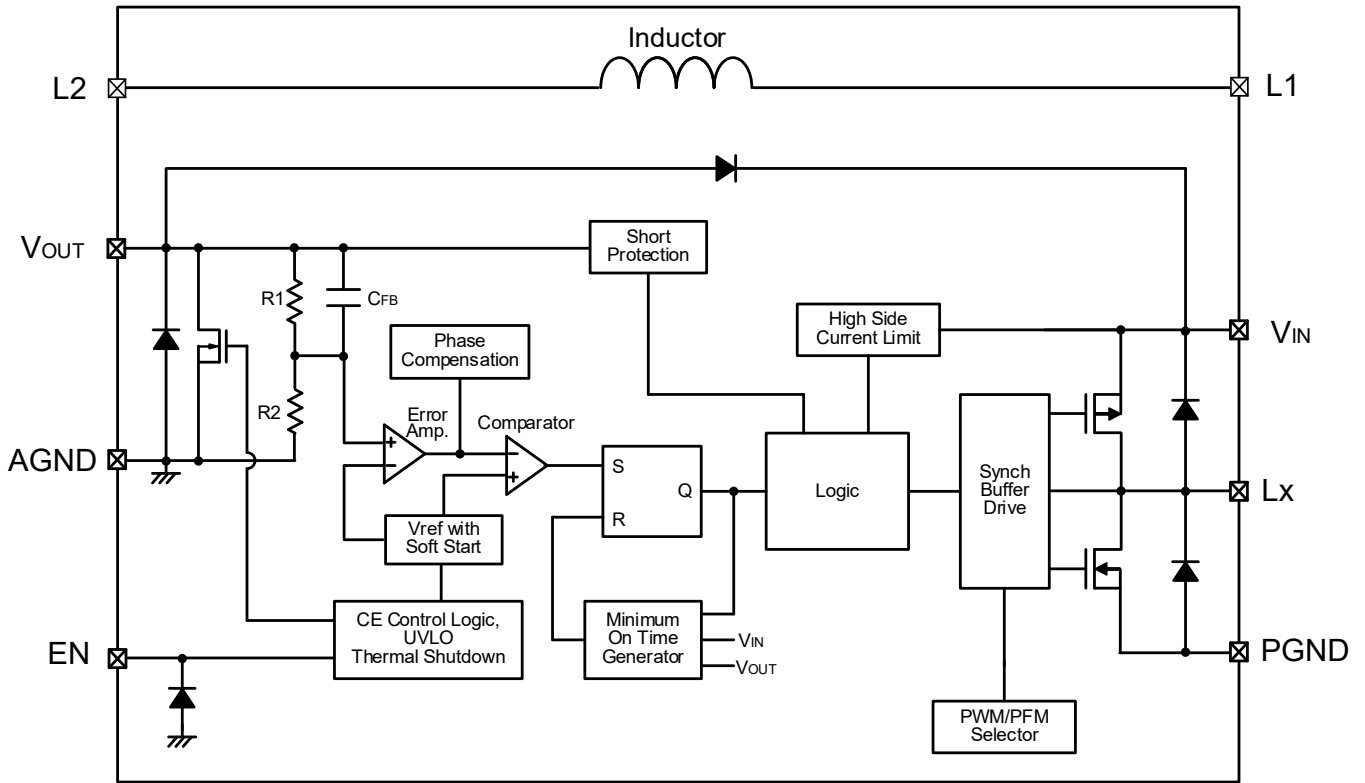 Inductor
L2
L1
VOUT
Short
Protection
R1
CFB
High Side
Current Limit
VIN
Phase
Compensation
R2
Error
Amp.
Comparator
+
−
−
+
AGND
S
Q
R
Logic
Synch
Buffer
Drive
Lx
Vref with
Soft Start
CE Control Logic,
UVLO
Thermal Shutdown
Minimum
On Time
Generator
VIN
VOUT
EN
PGND
PWM/PFM
Selector